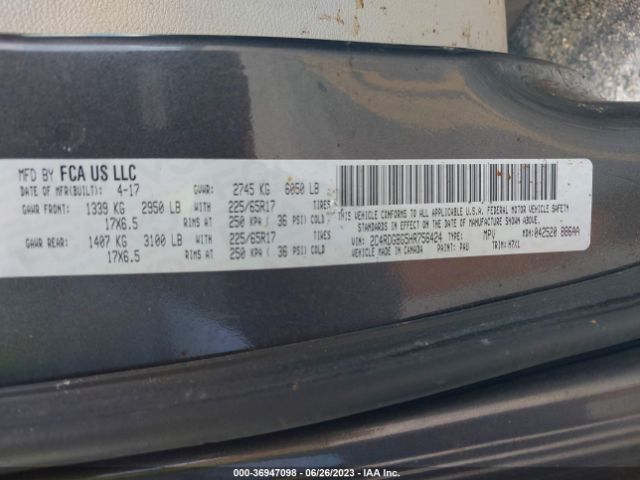 MFD BY FCA US LLC
DATE OF MFR(BUILT): 4-17 GVWR: 2745 KG 6050 LB
GAWR FRONT: 1339 KG 2950 LB WITH 225/65R17 TIRES
17X6.5 RIMS AT 250 KPA ( 36 PSI) COLD
GAWR REAR: 1407 KG 3100 LB WITH 225/65R17 TIRES
17X6.5 RIMS AT 250 KPA ( 36 PSI) COLD
THIS VEHICLE CONFORMS TO ALL APPLICABLE U.S.A. FEDERAL MOTOR VEHICLE SAFETY
STANDARDS IN EFFECT ON THE DATE OF MANUFACTURE SHOWN ABOVE.
VIN: 2C4RDGBG5HR756424 TYPE: MPV MDH: 042520 886AA
VEHICLE MADE IN CANADA PAINT: PAU TRIM: H7X1
000-36947098 - 06/26/2023 - IAA Inc.